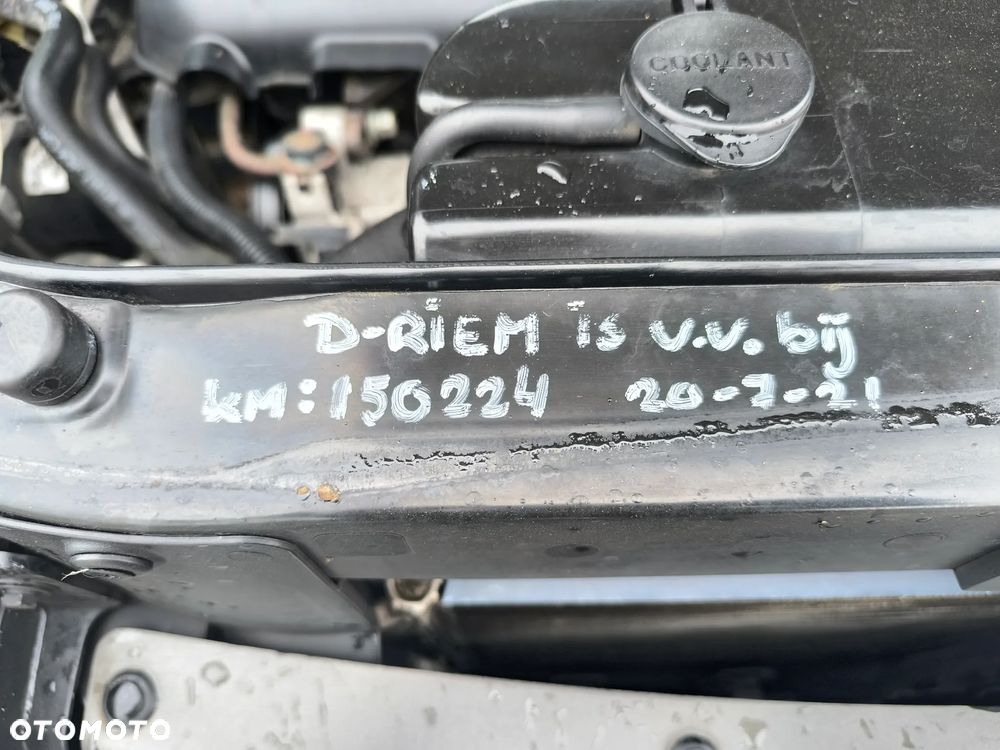 COOLANT
D-RIEM is V.V. bij
km: 150224 20-7-21
OTOMOTO